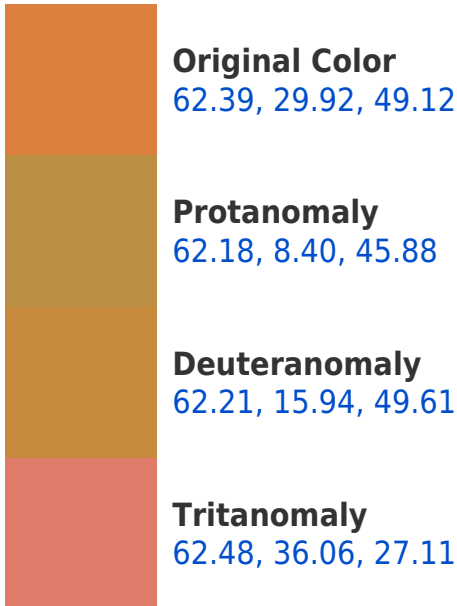 Original Color
62.39, 29.92, 49.12
Protanomaly
62.18, 8.40, 45.88
Deuteranomaly
62.21, 15.94, 49.61
Tritanomaly
62.48, 36.06, 27.11